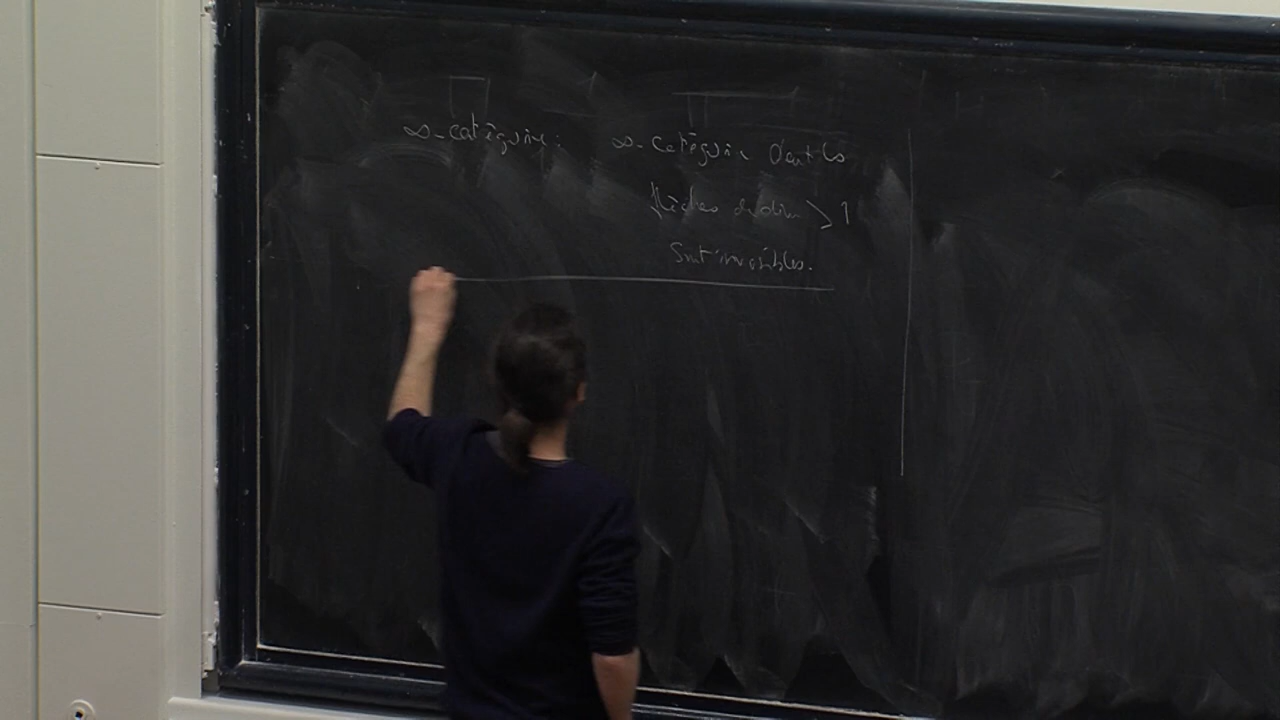 ∞-catégorie : ∞-catégorie dont les
flèches de dim > 1
sont inversibles.